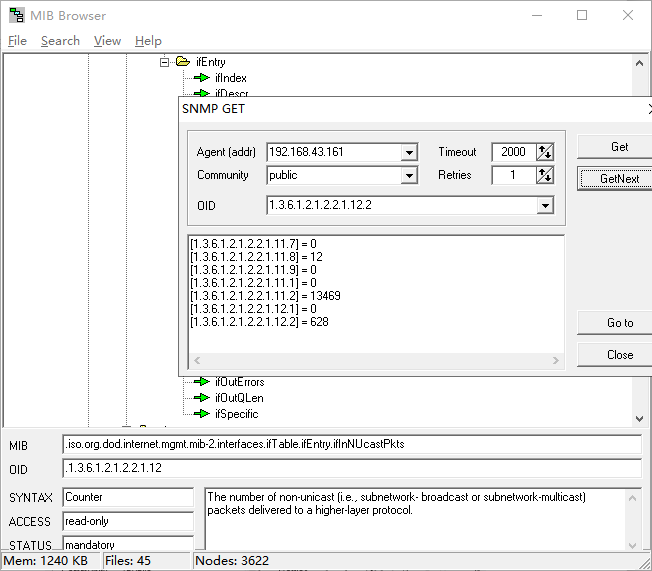 MIB Browser
File Search View Help
ifEntry
ifIndex
ifDescr
SNMP GET
Agent (addr) 192.168.43.161 Timeout 2000 Get
Community public Retries 1 GetNext
OID 1.3.6.1.2.1.2.2.1.12.2
[1.3.6.1.2.1.2.2.1.11.7] = 0
[1.3.6.1.2.1.2.2.1.11.8] = 12
[1.3.6.1.2.1.2.2.1.11.9] = 0
[1.3.6.1.2.1.2.2.1.11.1] = 0
[1.3.6.1.2.1.2.2.1.11.2] = 13469
[1.3.6.1.2.1.2.2.1.12.1] = 0
[1.3.6.1.2.1.2.2.1.12.2] = 628
Go to
Close
ifOutErrors
ifOutQLen
ifSpecific
MIB .iso.org.dod.internet.mgmt.mib-2.interfaces.ifTable.ifEntry.ifInNUcastPkts
OID .1.3.6.1.2.1.2.2.1.12
SYNTAX Counter The number of non-unicast (i.e., subnetwork- broadcast or subnetwork-multicast)
packets delivered to a higher-layer protocol.
ACCESS read-only
STATUS mandatory
Mem: 1240 KB Files: 45 Nodes: 3622